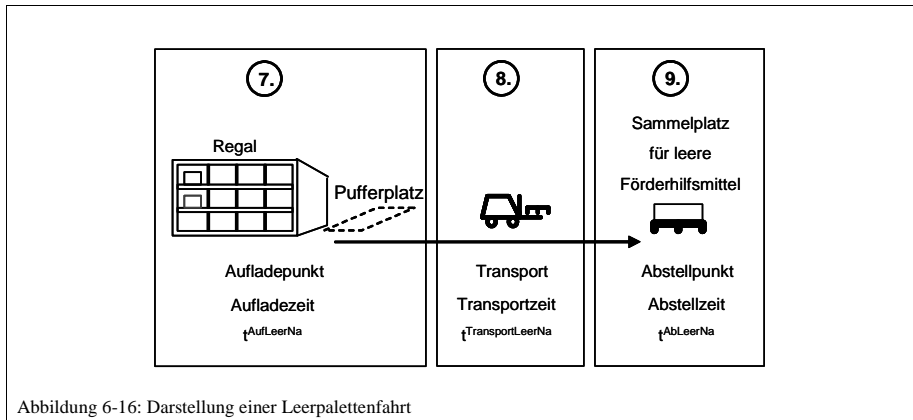 7.
Regal
Pufferplatz
Aufladepunkt
Aufladezeit
tAufLeerNa
8.
Transport
Transportzeit
tTransportLeerNa
9.
Sammelplatz
für leere
Förderhilfsmittel
Abstellpunkt
Abstellzeit
tAbLeerNa
Abbildung 6-16: Darstellung einer Leerpalettenfahrt